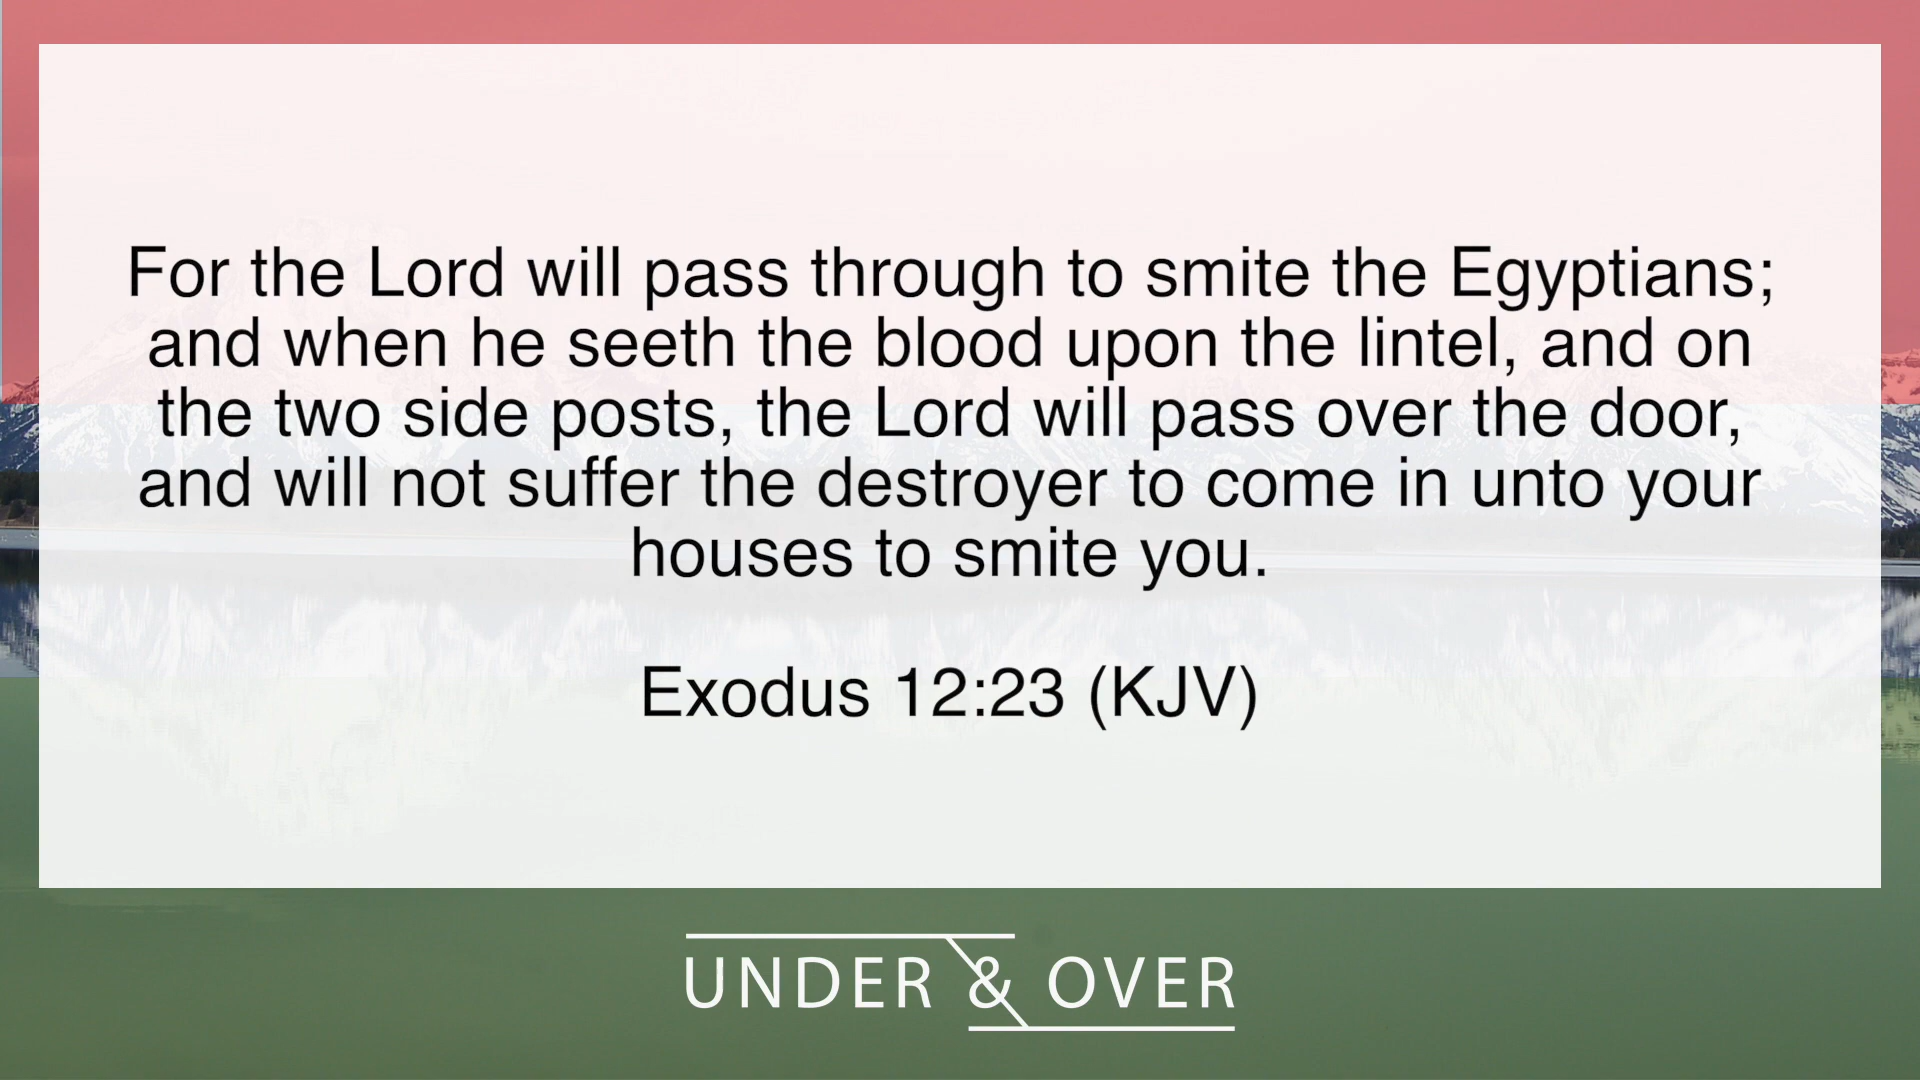 For the Lord will pass through to smite the Egyptians;
and when he seeth the blood upon the lintel, and on
the two side posts, the Lord will pass over the door,
and will not suffer the destroyer to come in unto your
houses to smite you.
Exodus 12:23 (KJV)
UNDER & OVER